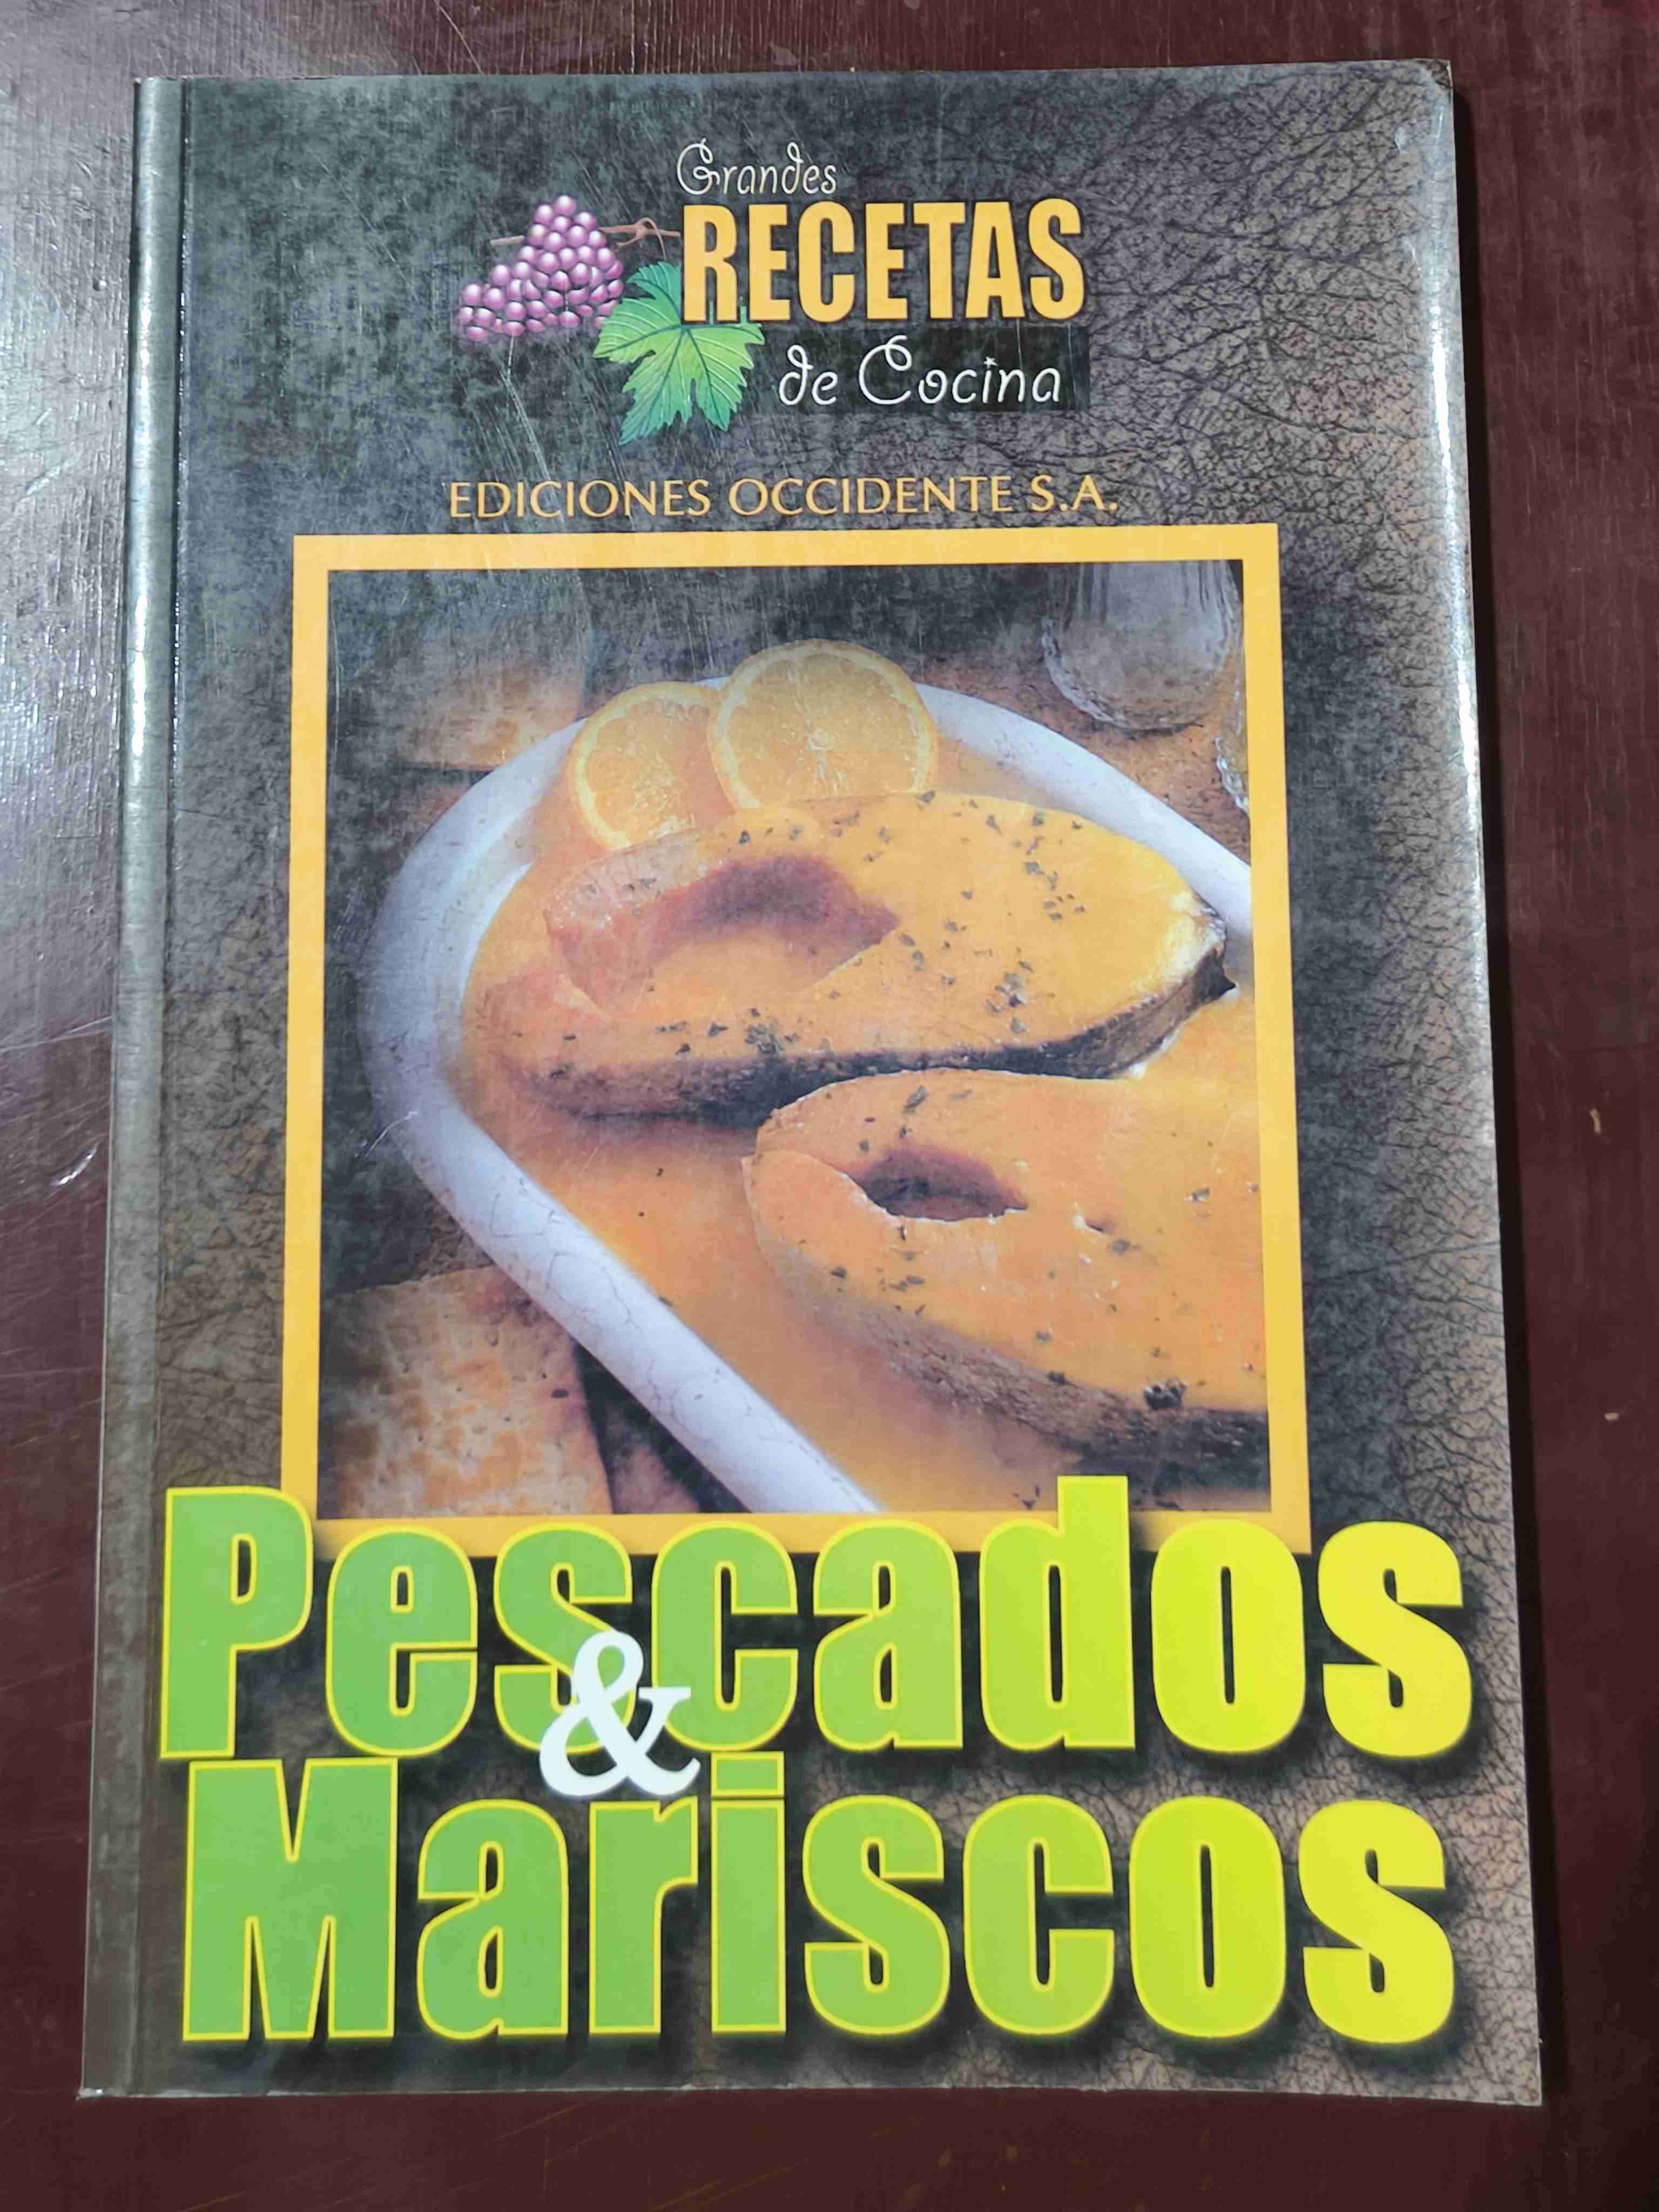 Grandes
RECETAS
de Cocina
EDICIONES OCCIDENTE S.A.
Pescados
&
Mariscos